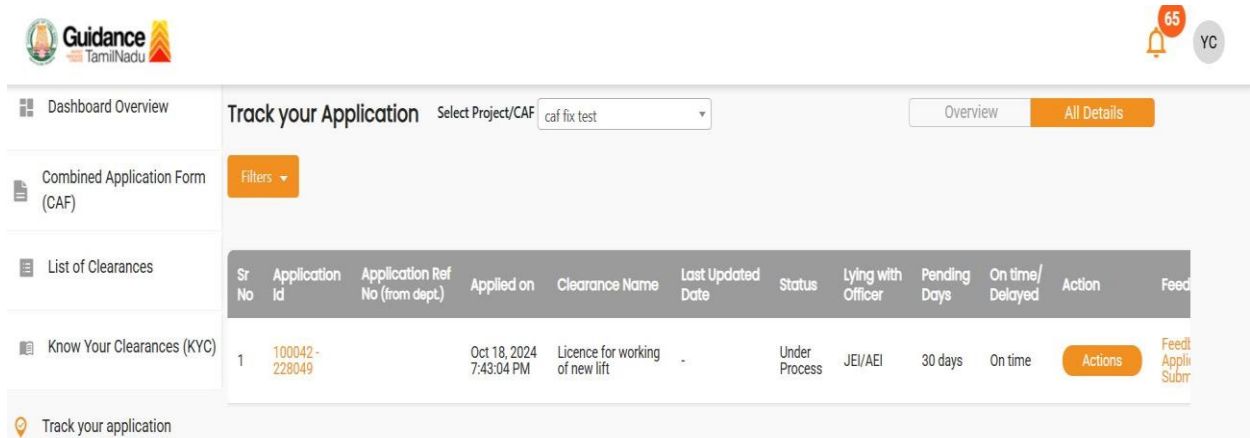 Guidance
TamilNadu
65
YC
Dashboard Overview
Combined Application Form
(CAF)
List of Clearances
Know Your Clearances (KYC)
Track your application
Track your Application Select Project/CAF caf fix test Overview All Details
Filters
Sr No Application Id Application Ref No (from dept.) Applied on Clearance Name Last Updated Date Status Lying with Officer Pending Days On time/ Delayed Action Feed
1 100042 - 228049 Oct 18, 2024 7:43:04 PM Licence for working of new lift - Under Process JEI/AEI 30 days On time Actions